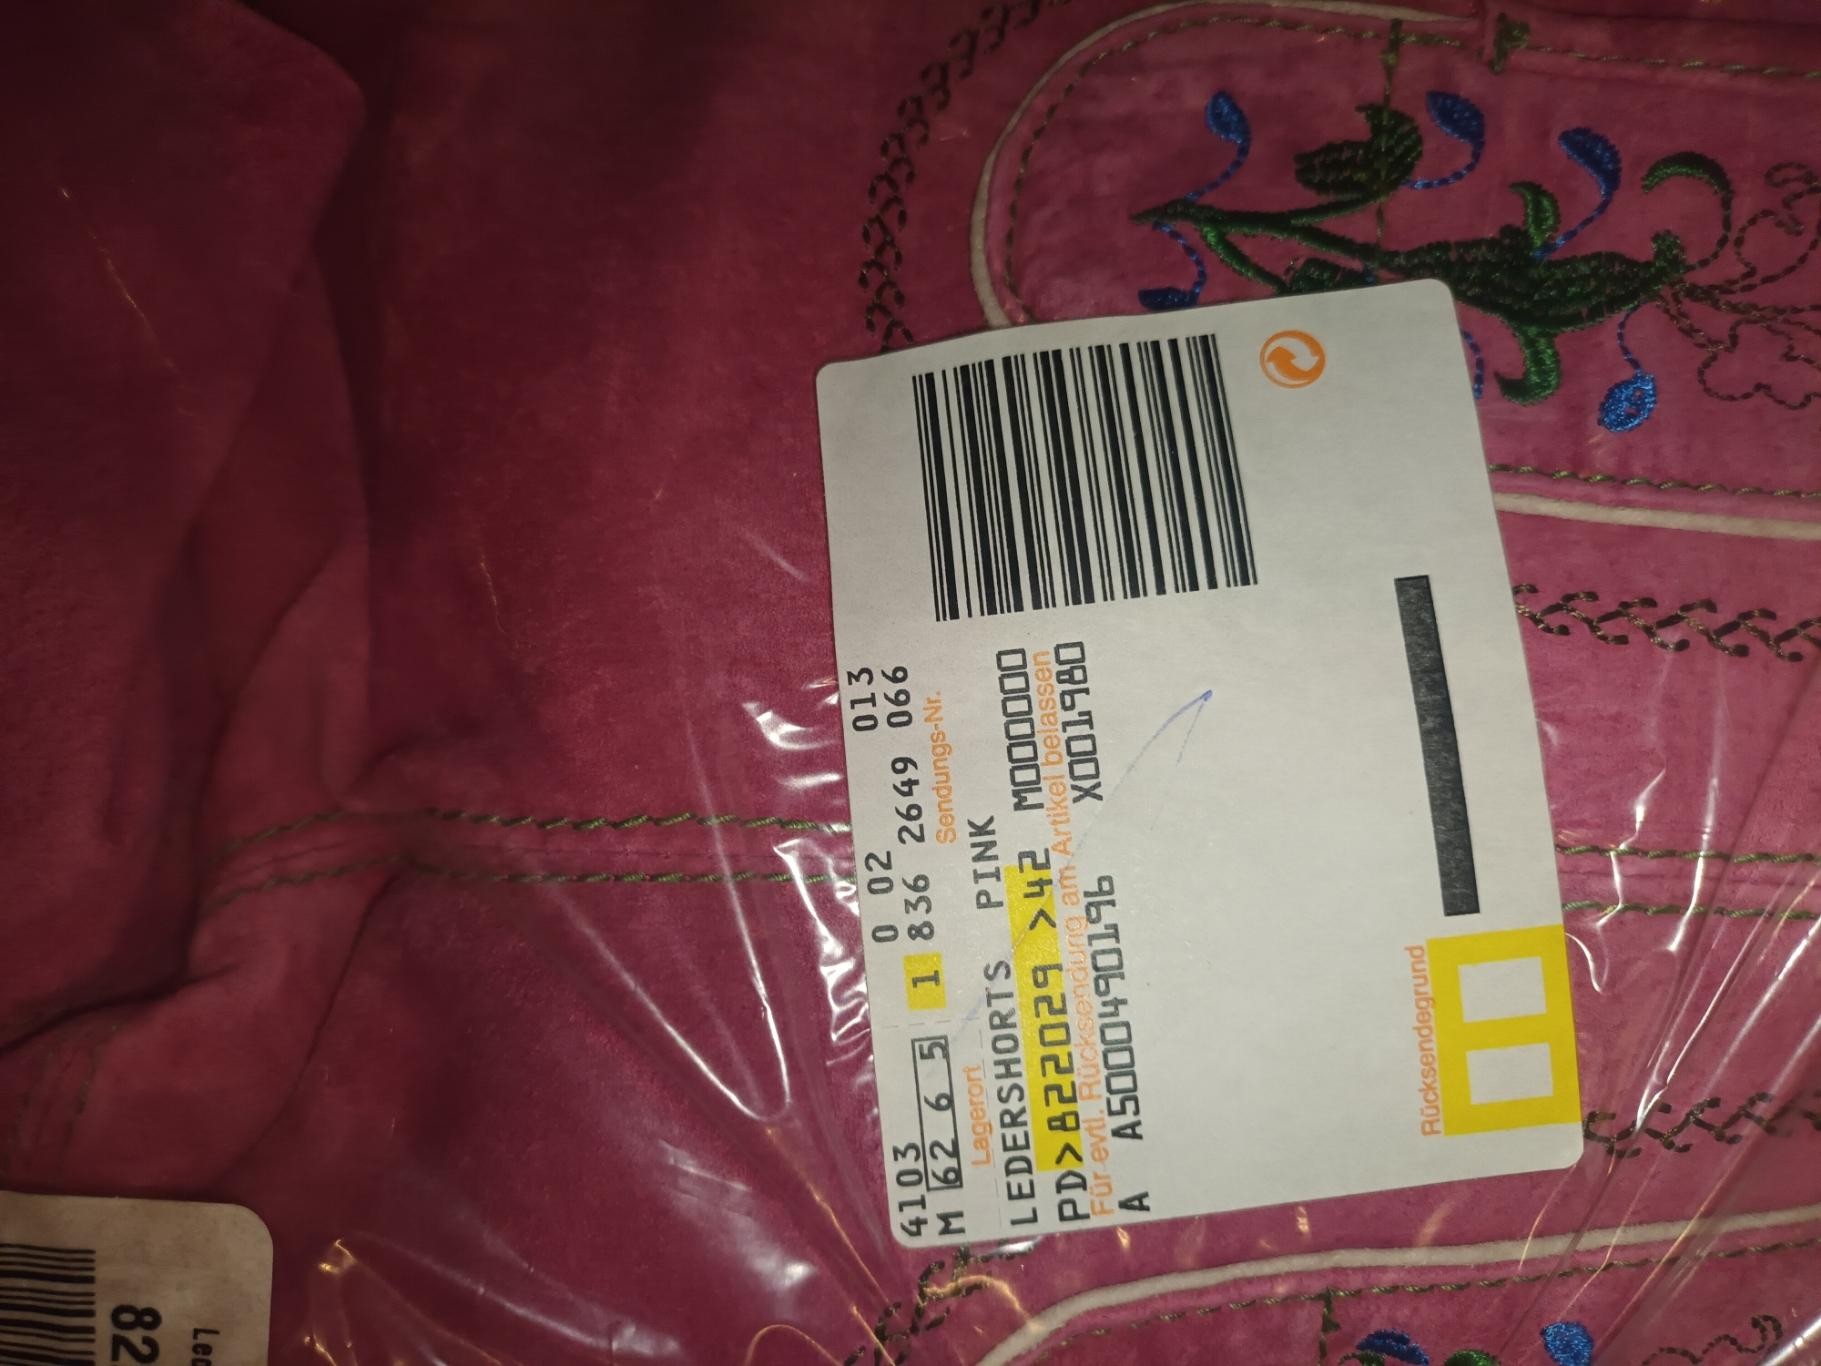 4103 0 02 013
M 62 6 5 1 836 2649 066
Lagerort Sendungs-Nr.
LEDERSHORTS PINK
PD>822029 >42 M000000
Für evtl. Rücksendung am Artikel belassen
A A5000490196 X001980
Rücksendegrund
82